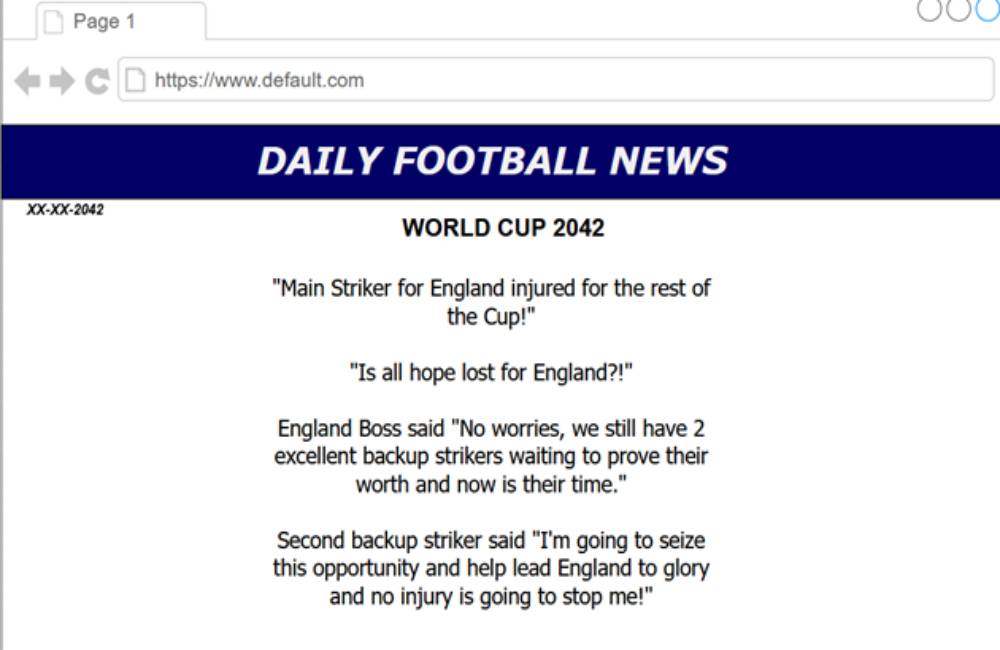 Page 1
https://www.default.com
DAILY FOOTBALL NEWS
XX-XX-2042
WORLD CUP 2042
"Main Striker for England injured for the rest of
the Cup!"
"Is all hope lost for England?!"
England Boss said "No worries, we still have 2
excellent backup strikers waiting to prove their
worth and now is their time."
Second backup striker said "I'm going to seize
this opportunity and help lead England to glory
and no injury is going to stop me!"